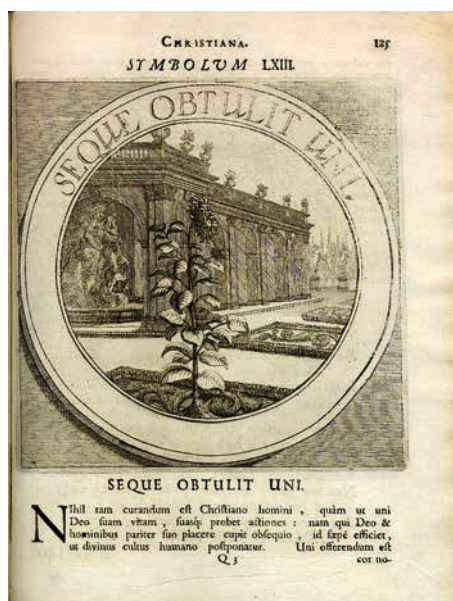 CHRISTIANA. 125
SYMBOLUM LXIII.
SEQUE OBTULIT UNI.
SEQUE OBTULIT UNI.
Nihil tam curandum eſt Chriſtiano homini, quàm ut uni
Deo ſuam vitam, ſuasq; probet actiones: nam qui Deo &
hominibus pariter ſuo placere cupit obſequio, id ſæpè efficiet,
ut divinus cultus humano poſtponatur. Uni offerendum eſt
Q 3 cor no-